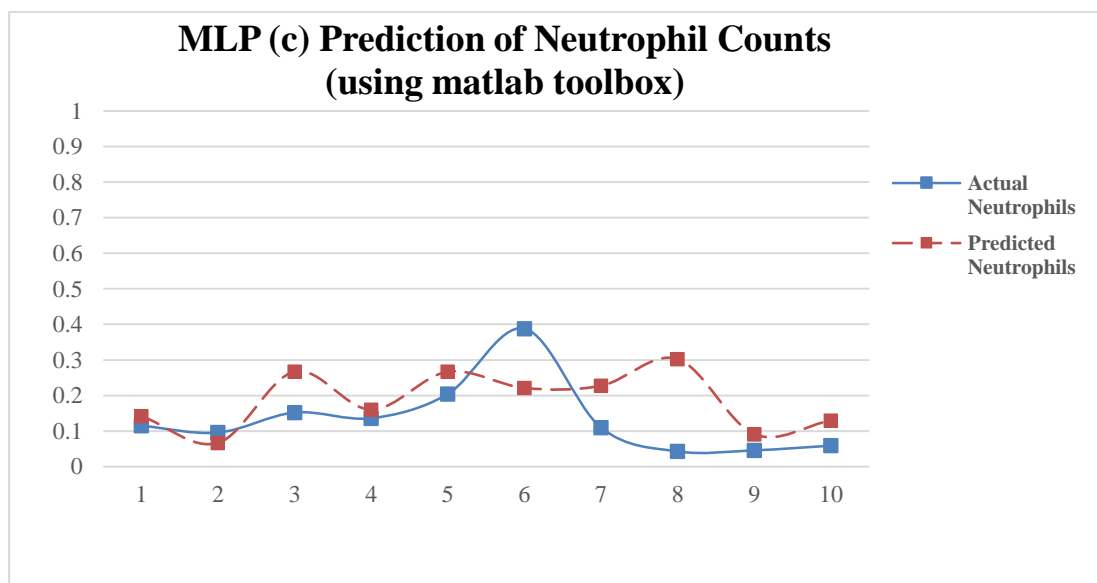 MLP (c) Prediction of Neutrophil Counts
(using matlab toolbox)
1
0.9
0.8
0.7
0.6
0.5
0.4
0.3
0.2
0.1
0
1 2 3 4 5 6 7 8 9 10
Actual
Neutrophils
Predicted
Neutrophils